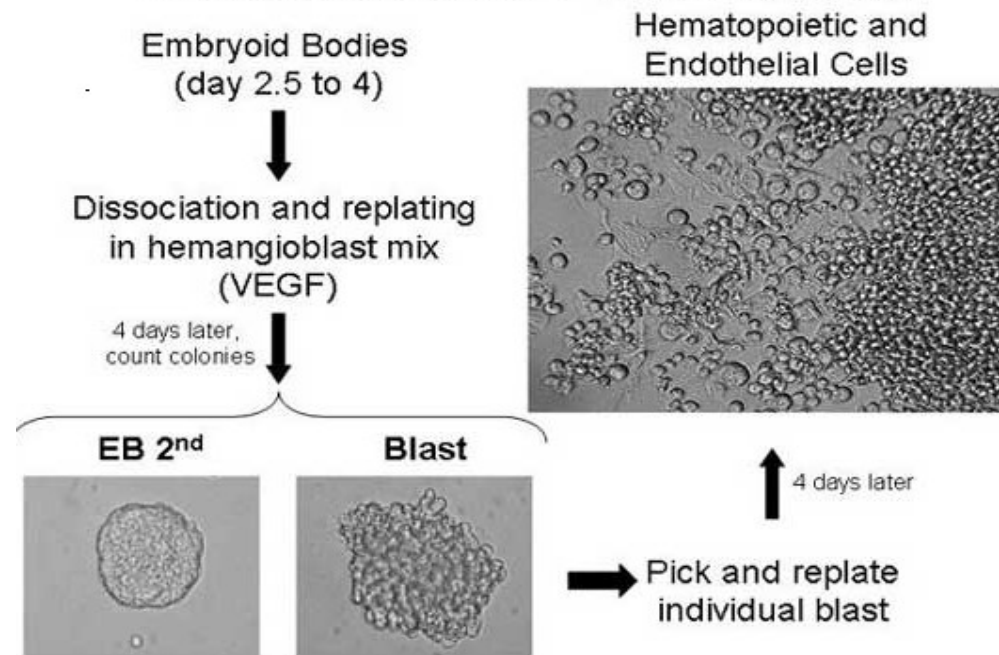 Embryoid Bodies
(day 2.5 to 4)
Dissociation and replating
in hemangioblast mix
(VEGF)
4 days later,
count colonies
EB 2nd
Blast
Pick and replate
individual blast
4 days later
Hematopoietic and
Endothelial Cells